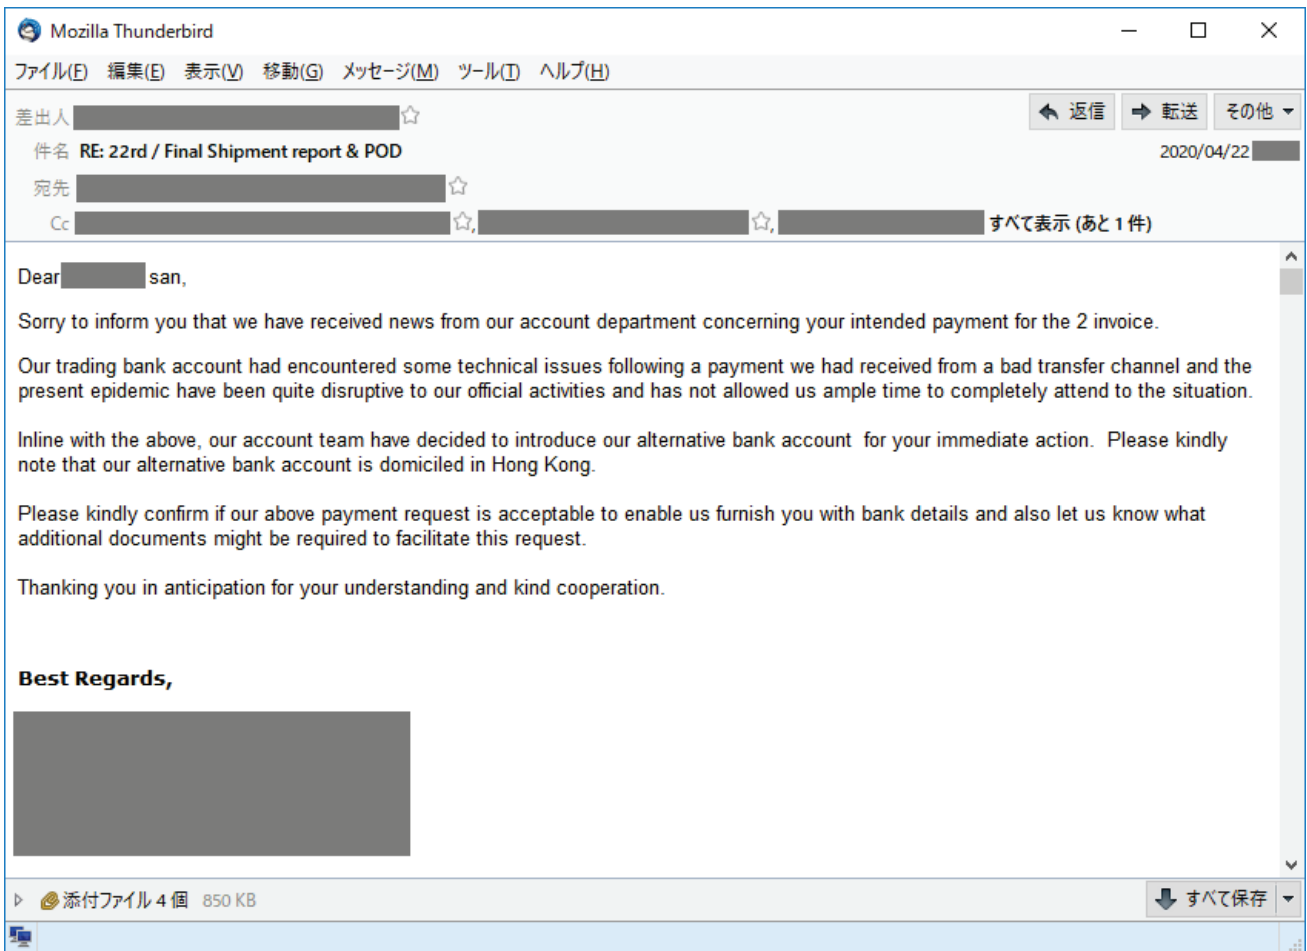 Mozilla Thunderbird
ファイル(F) 編集(E) 表示(V) 移動(G) メッセージ(M) ツール(T) ヘルプ(H)
差出人 返信 転送 その他
件名 RE: 22rd / Final Shipment report & POD 2020/04/22
宛先
Cc , , すべて表示 (あと 1 件)
Dear san,
Sorry to inform you that we have received news from our account department concerning your intended payment for the 2 invoice.
Our trading bank account had encountered some technical issues following a payment we had received from a bad transfer channel and the
present epidemic have been quite disruptive to our official activities and has not allowed us ample time to completely attend to the situation.
Inline with the above, our account team have decided to introduce our alternative bank account  for your immediate action.  Please kindly
note that our alternative bank account is domiciled in Hong Kong.
Please kindly confirm if our above payment request is acceptable to enable us furnish you with bank details and also let us know what
additional documents might be required to facilitate this request.
Thanking you in anticipation for your understanding and kind cooperation.
Best Regards,
添付ファイル 4 個 850 KB すべて保存